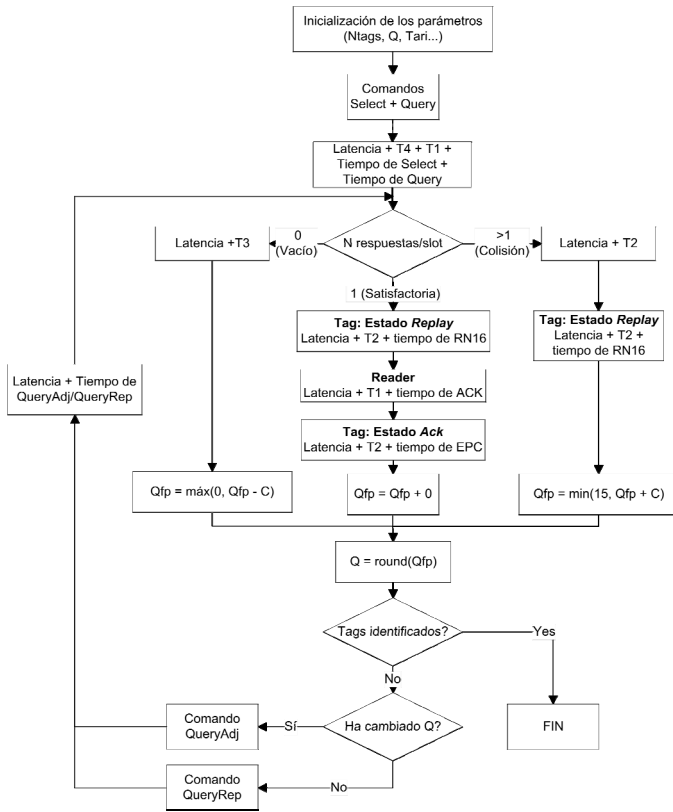 Inicialización de los parámetros
(Ntags, Q, Tari...)
Comandos
Select + Query
Latencia + T4 + T1 +
Tiempo de Select +
Tiempo de Query
Latencia +T3
0
(Vacío)
N respuestas/slot
>1
(Colisión)
Latencia + T2
1 (Satisfactoria)
Tag: Estado Replay
Latencia + T2 + tiempo de RN16
Tag: Estado Replay
Latencia + T2 +
tiempo de RN16
Reader
Latencia + T1 + tiempo de ACK
Latencia + Tiempo de
QueryAdj/QueryRep
Tag: Estado Ack
Latencia + T2 + tiempo de EPC
Qfp = máx(0, Qfp - C)
Qfp = Qfp + 0
Qfp = min(15, Qfp + C)
Q = round(Qfp)
Tags identificados?
Yes
No
Comando
QueryAdj
Sí
Ha cambiado Q?
FIN
Comando
QueryRep
No